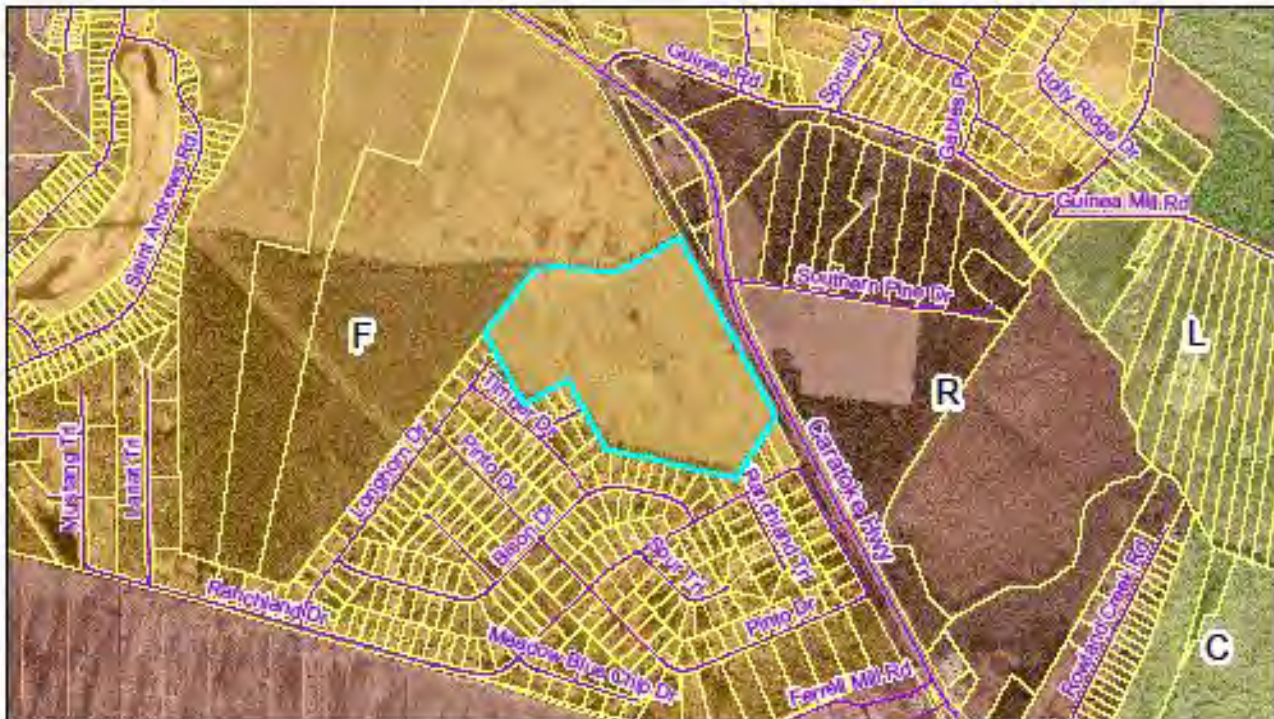 Guinea Rd
Spruill Ln
Gables Pl
Holly Ridge Dr
Saint Andrews Rd
Guinea Mill Rd
Southern Pine Dr
F
L
R
Mustang Trl
Lariat Trl
Longhorn Dr
Timber Dr
Pinto Dr
Bison Dr
Ranchland Trl
Caratoke Hwy
Spur Trl
Ranchland Dr
Pinto Dr
Meadow Blue Chip Dr
Ferrell Mill Rd
Rowland Creek Rd
C